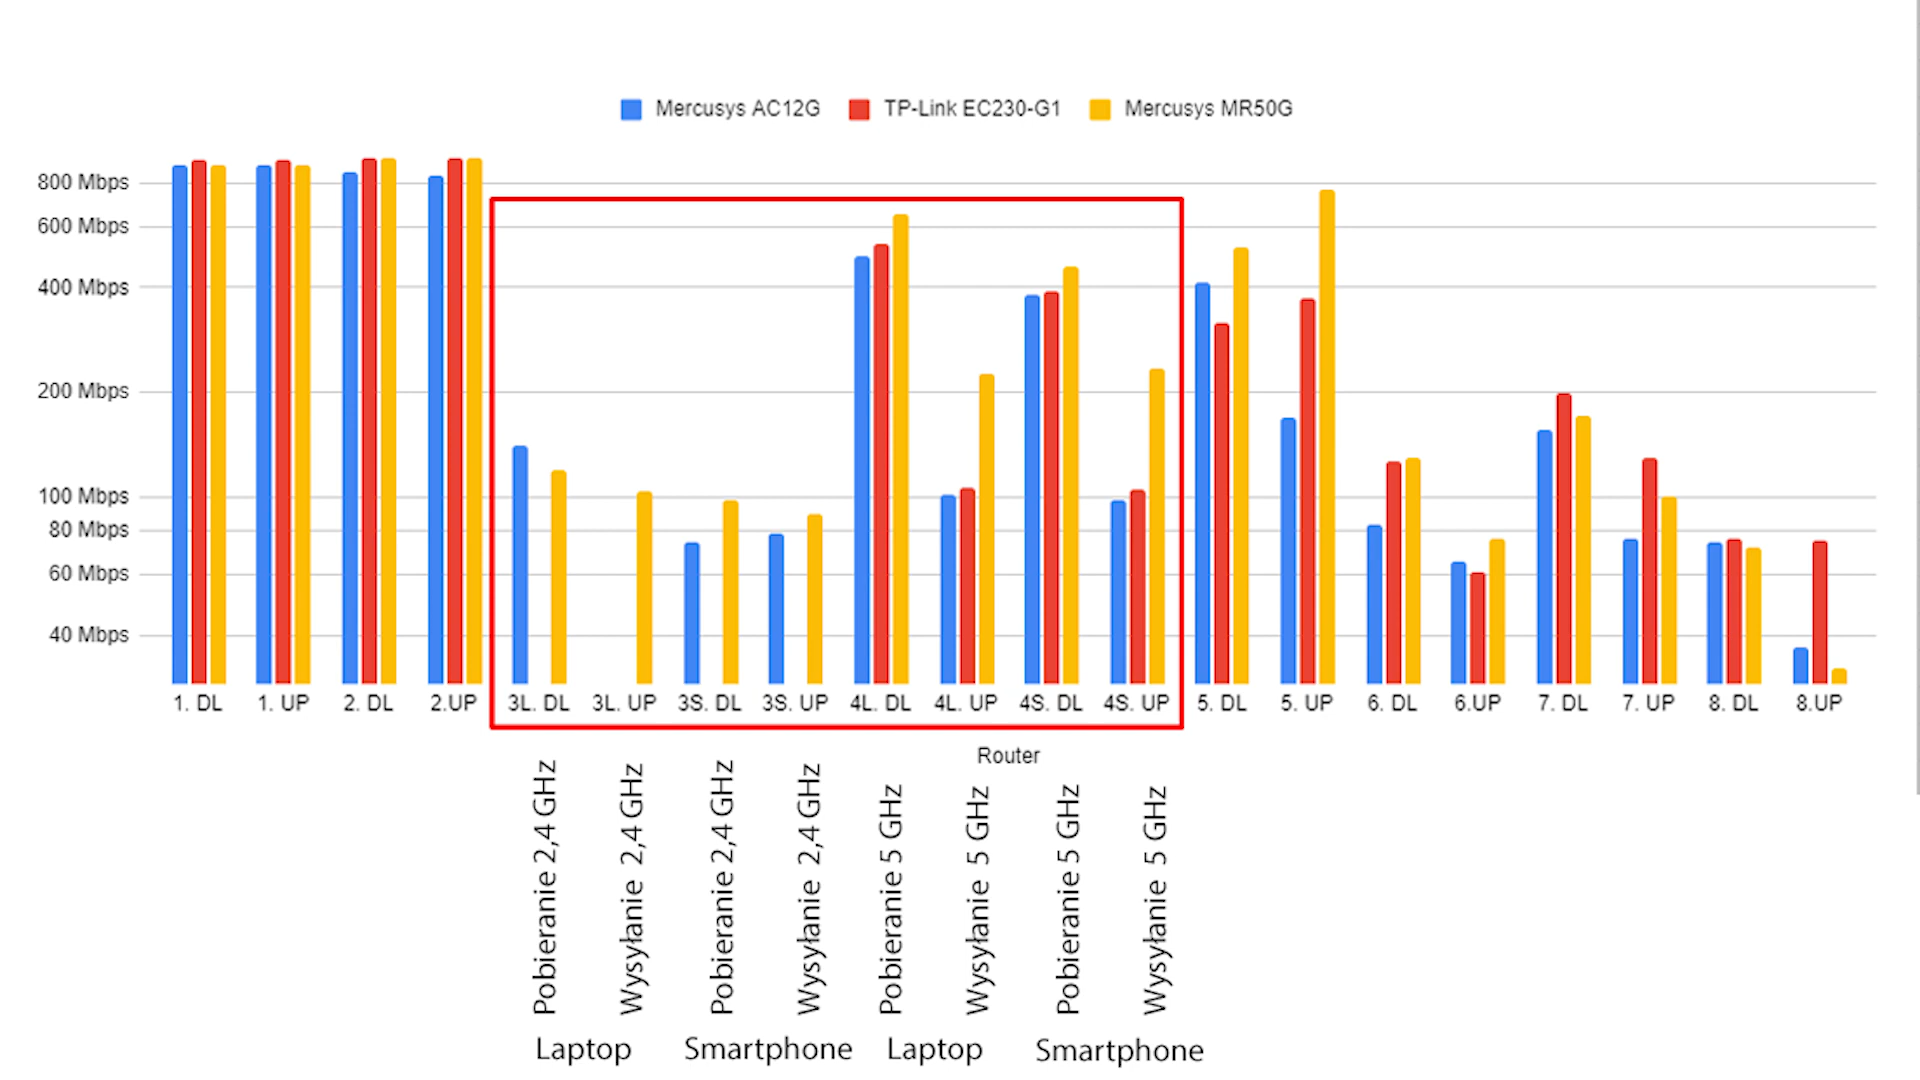 Mercusys AC12G TP-Link EC230-G1 Mercusys MR50G
800 Mbps
600 Mbps
400 Mbps
200 Mbps
100 Mbps
80 Mbps
60 Mbps
40 Mbps
1. DL 1. UP 2. DL 2.UP 3L. DL 3L. UP 3S. DL 3S. UP 4L. DL 4L. UP 4S. DL 4S. UP 5. DL 5. UP 6. DL 6.UP 7. DL 7. UP 8. DL 8.UP
Router
Pobieranie 2,4 GHz
Wysyłanie 2,4 GHz
Pobieranie 2,4 GHz
Wysyłanie 2,4 GHz
Pobieranie 5 GHz
Wysyłanie 5 GHz
Pobieranie 5 GHz
Wysyłanie 5 GHz
Laptop Smartphone Laptop Smartphone